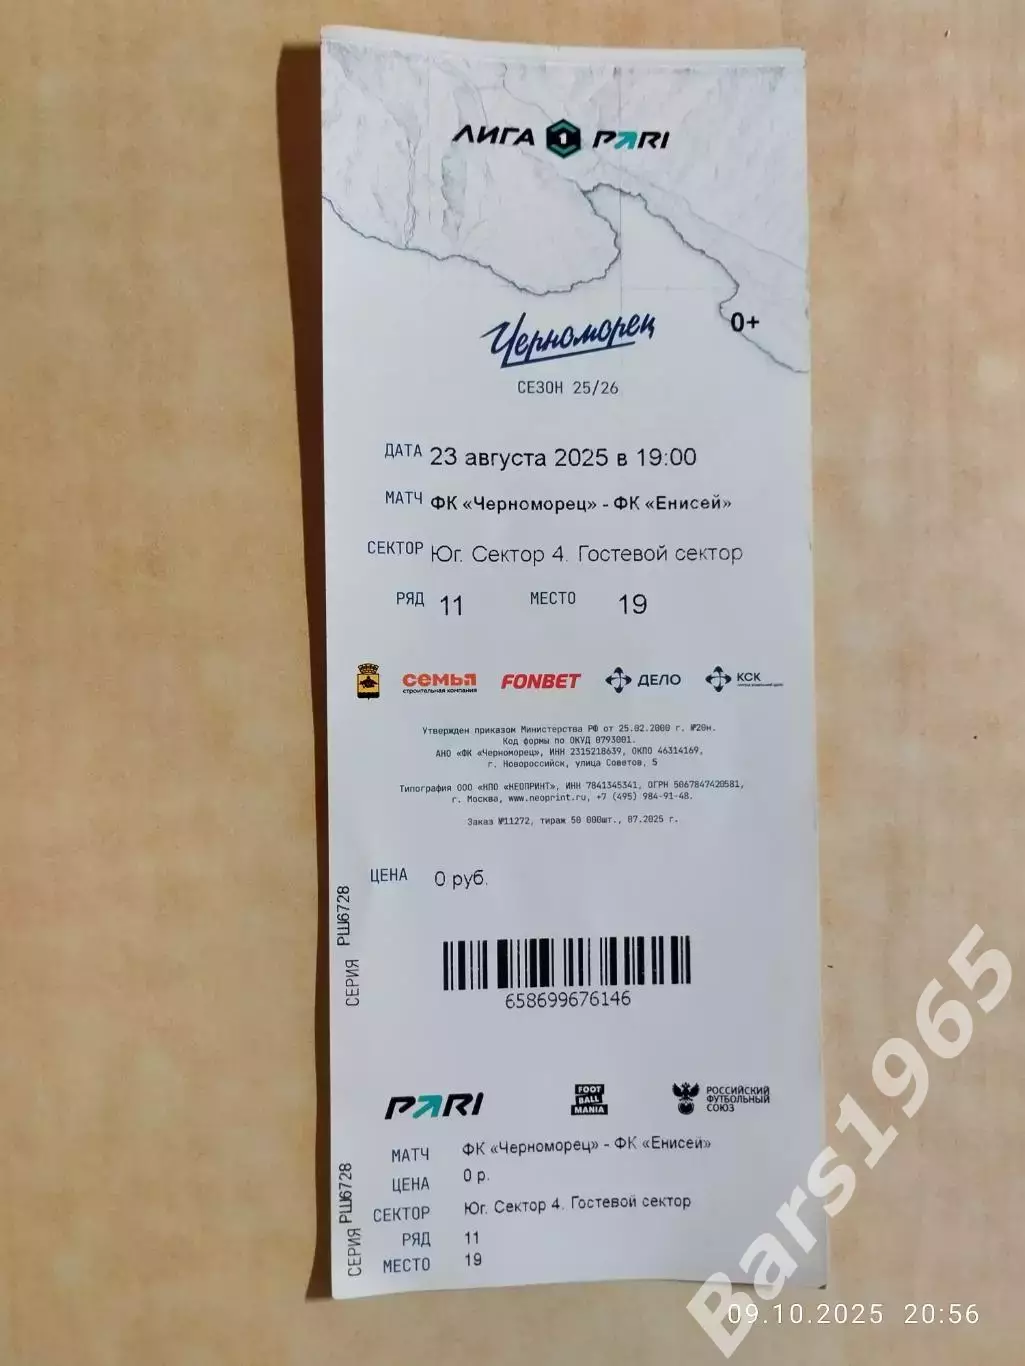 ЛИГА 1 PARI
Черноморец
0+
СЕЗОН 25/26
ДАТА 23 августа 2025 в 19:00
МАТЧ ФК «Черноморец» - ФК «Енисей»
СЕКТОР Юг. Сектор 4. Гостевой сектор
РЯД 11 МЕСТО 19
СЕМЬЯ FONBET ДЕЛО КСК
строительная компания
Утвержден приказом Министерства РФ от 25.02.2000 г. №20н.
Код формы по ОКУД 0793001.
АНО «ФК «Черноморец», ИНН 2315218639, ОКПО 46314169,
г. Новороссийск, улица Советов, 5
Типография ООО «НПО «НЕОПРИНТ», ИНН 7841345341, ОГРН 5067847420581,
г. Москва, www.neoprint.ru, +7 (495) 984-91-48.
Заказ №11272, тираж 50 000шт., 07.2025 г.
ЦЕНА 0 руб.
СЕРИЯ РШ6728
658699676146
PARI
FOOT
BALL
MANIA
РОССИЙСКИЙ
ФУТБОЛЬНЫЙ
СОЮЗ
МАТЧ ФК «Черноморец» - ФК «Енисей»
ЦЕНА 0 р.
СЕКТОР Юг. Сектор 4. Гостевой сектор
РЯД 11
МЕСТО 19
СЕРИЯ РШ6728
Bars1965
09.10.2025 20:56